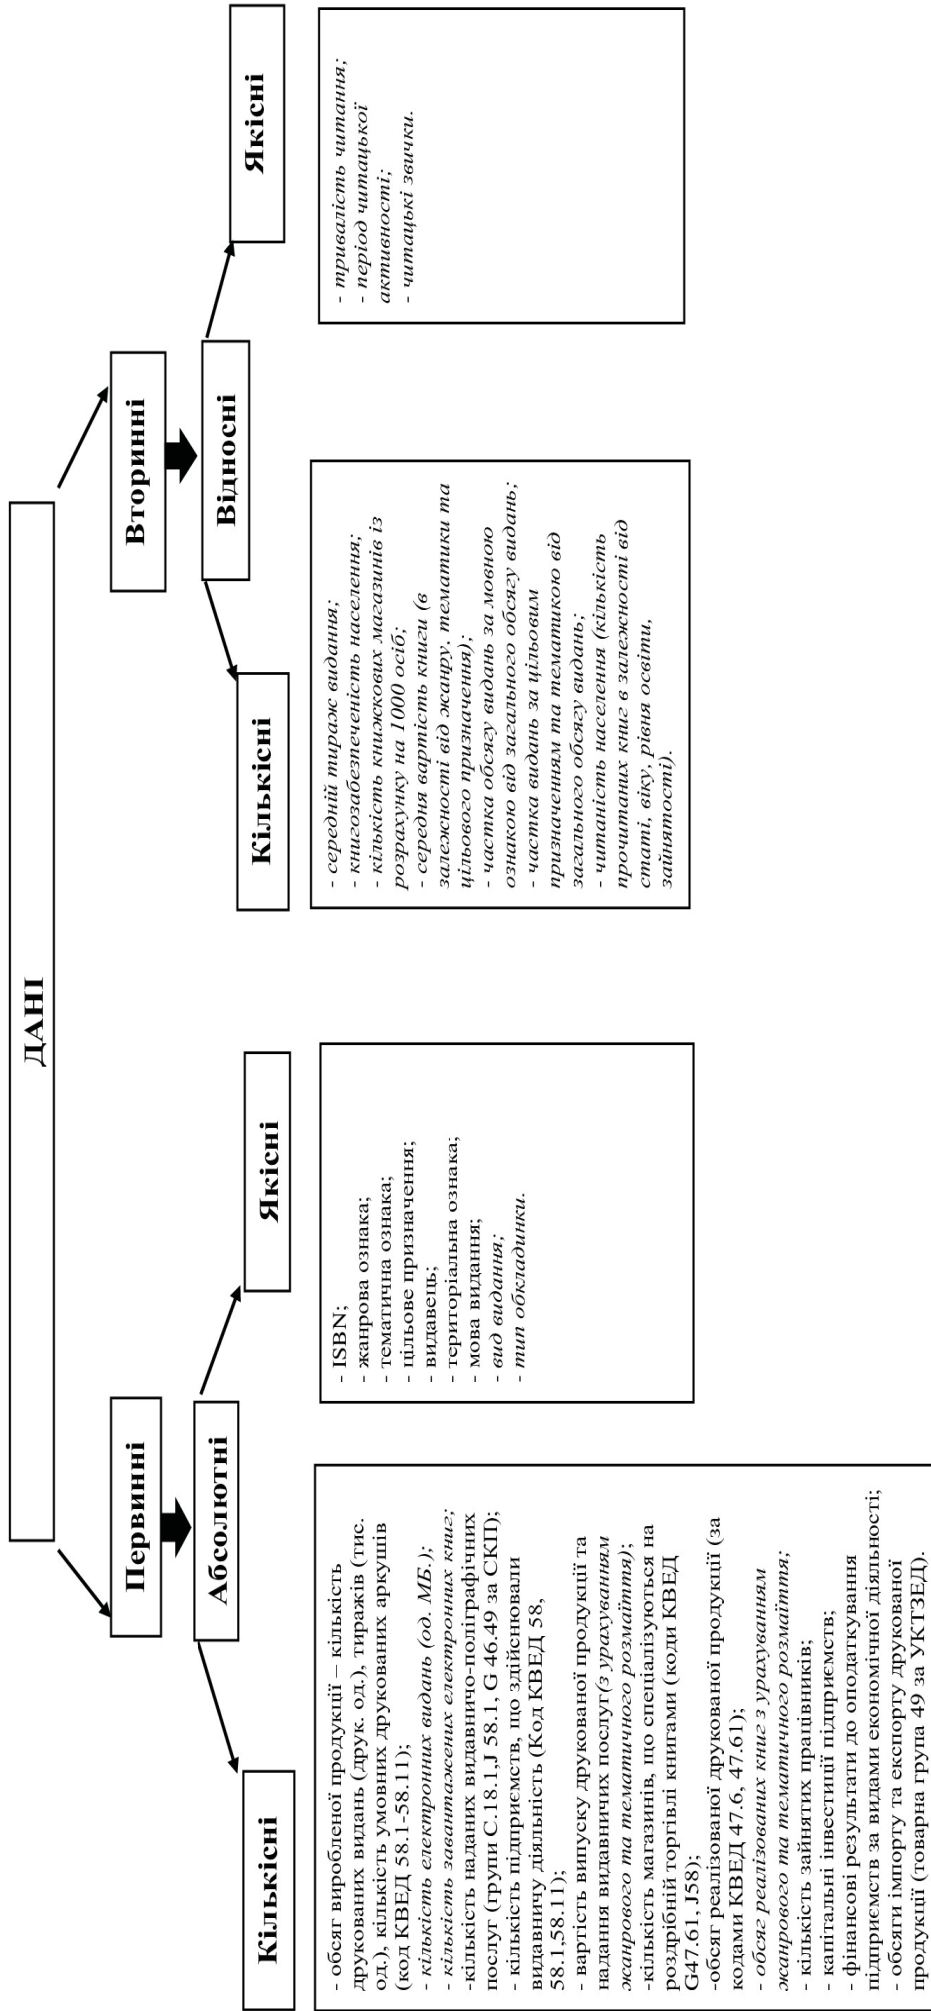 ДАНІ
Первинні
Вторинні
Абсолютні
Відносні
Кількісні
Якісні
Кількісні
Якісні
- обсяг виробленої продукції – кількість
друкованих видань (друк. од.), тиражів (тис.
од.), кількість умовних друкованих аркушів
(код КВЕД 58.1-58.11);
- кількість електронних видань (од. МБ.);
- кількість завантажених електронних книг;
-кількість наданих видавничо-поліграфічних
послуг (групи С.18.1,J 58.1, G 46.49 за СКП);
- кількість підприємств, що здійснювали
видавничу діяльність (Код КВЕД 58,
58.1,58.11);
- вартість випуску друкованої продукції та
надання видавничих послуг(з урахуванням
жанрового та тематичного розмаїття);
-кількість магазинів, що спеціалізуються на
роздрібній торгівлі книгами (коди КВЕД
G47.61, J58);
-обсяг реалізованої друкованої продукції (за
кодами КВЕД 47.6, 47.61);
- обсяг реалізованих книг з урахуванням
жанрового та тематичного розмаїття;
- кількість зайнятих працівників;
- капітальні інвестиції підприємств;
- фінансові результати до оподаткування
підприємств за видами економічної діяльності;
- обсяги імпорту та експорту друкованої
продукції (товарна група 49 за УКТЗЕД).
- ISBN;
- жанрова ознака;
- тематична ознака;
- цільове призначення;
- видавець;
- територіальна ознака;
- мова видання;
- вид видання;
- тип обкладинки.
- середній тираж видання;
- книгозабезпеченість населення;
- кількість книжкових магазинів із
розрахунку на 1000 осіб;
- середня вартість книги (в
залежності від жанру, тематики та
цільового призначення);
- частка обсягу видань за мовною
ознакою від загального обсягу видань;
- частка видань за цільовим
призначенням та тематикою від
загального обсягу видань;
- читаність населення (кількість
прочитаних книг в залежності від
статі, віку, рівня освіти,
зайнятості).
- тривалість читання;
- період читацької
активності;
- читацькі звички.